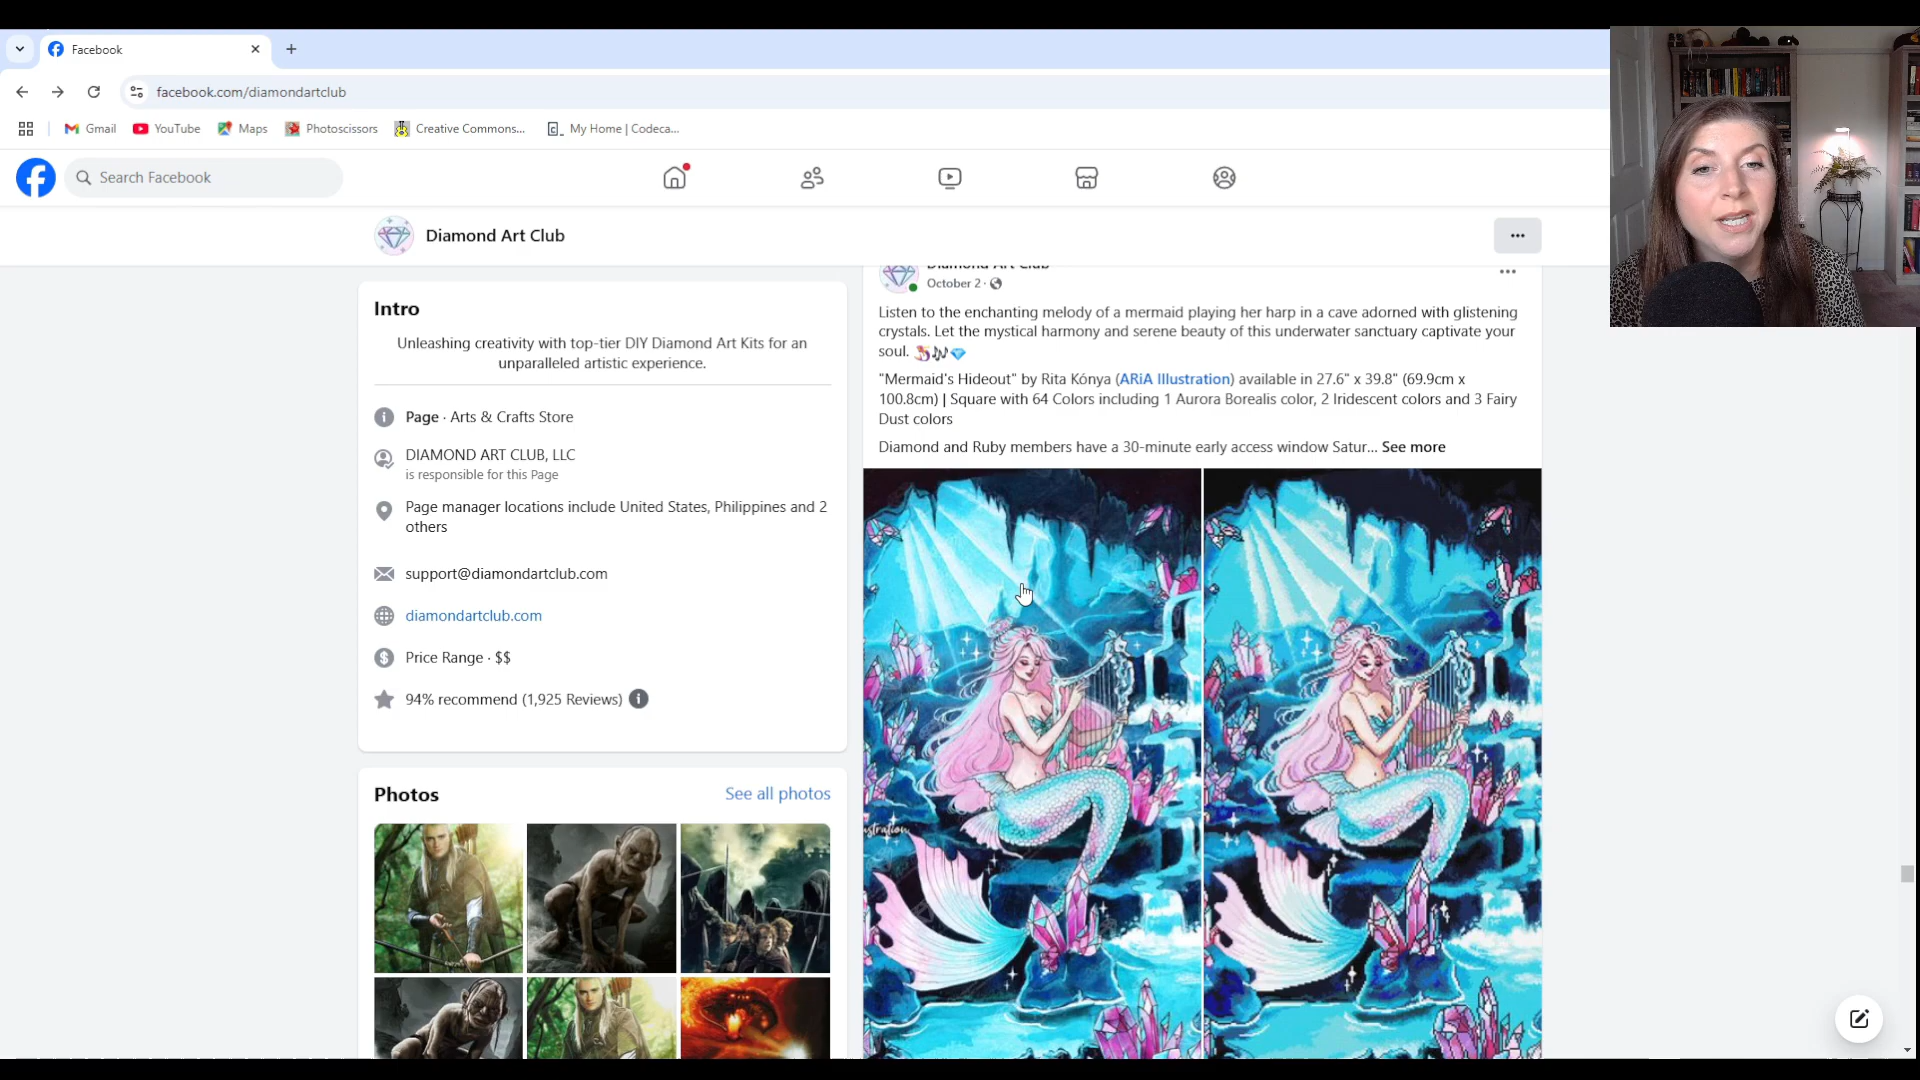 Facebook
facebook.com/diamondartclub
Gmail
YouTube
Maps
Photoscissors
Creative Commons...
My Home | Codeca...
Search Facebook
Diamond Art Club
Intro
Unleashing creativity with top-tier DIY Diamond Art Kits for an
unparalleled artistic experience.
Page · Arts & Crafts Store
DIAMOND ART CLUB, LLC
is responsible for this Page
Page manager locations include United States, Philippines and 2
others
support@diamondartclub.com
diamondartclub.com
Price Range · $$
94% recommend (1,925 Reviews)
Photos
See all photos
Diamond Art Club
October 2 ·
Listen to the enchanting melody of a mermaid playing her harp in a cave adorned with glistening
crystals. Let the mystical harmony and serene beauty of this underwater sanctuary captivate your
soul. 🧜🎶💎
"Mermaid's Hideout" by Rita Kónya (ARiA Illustration) available in 27.6" x 39.8" (69.9cm x
100.8cm) | Square with 64 Colors including 1 Aurora Borealis color, 2 Iridescent colors and 3 Fairy
Dust colors
Diamond and Ruby members have a 30-minute early access window Satur... See more